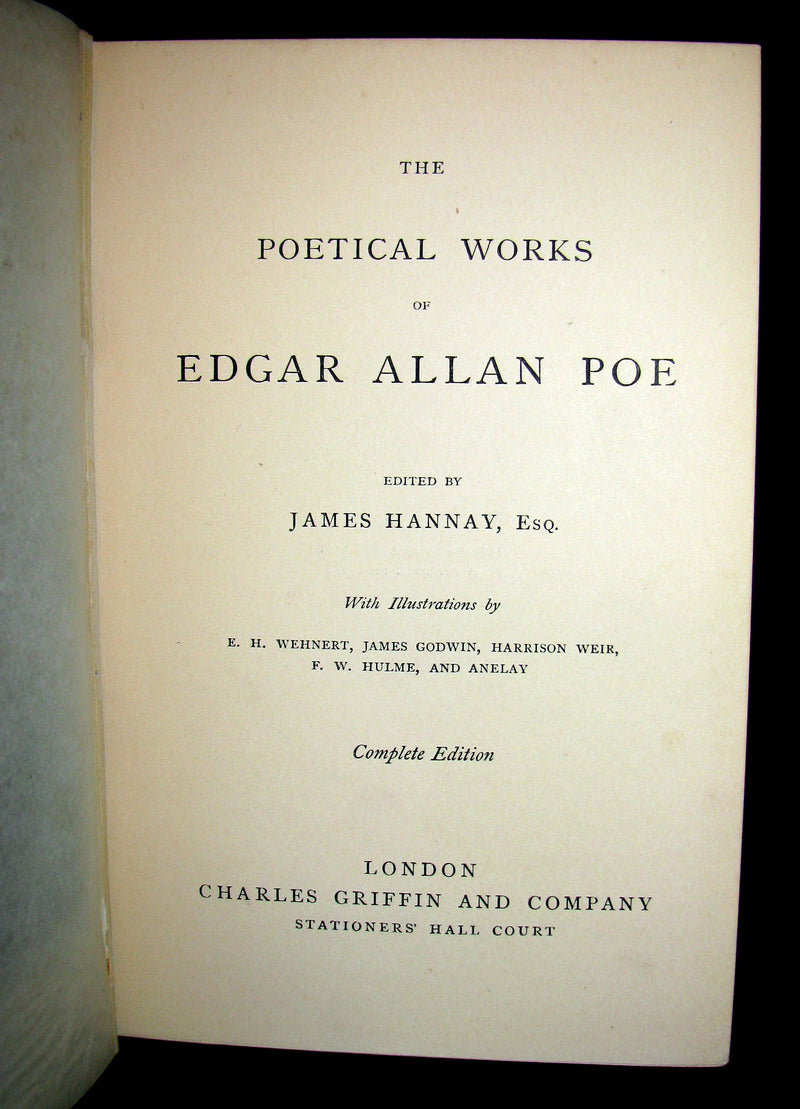 THE
POETICAL WORKS
OF
EDGAR ALLAN POE
EDITED BY
JAMES HANNAY, Esq.
With Illustrations by
E. H. WEHNERT, JAMES GODWIN, HARRISON WEIR,
F. W. HULME, AND ANELAY
Complete Edition
LONDON
CHARLES GRIFFIN AND COMPANY
STATIONERS' HALL COURT